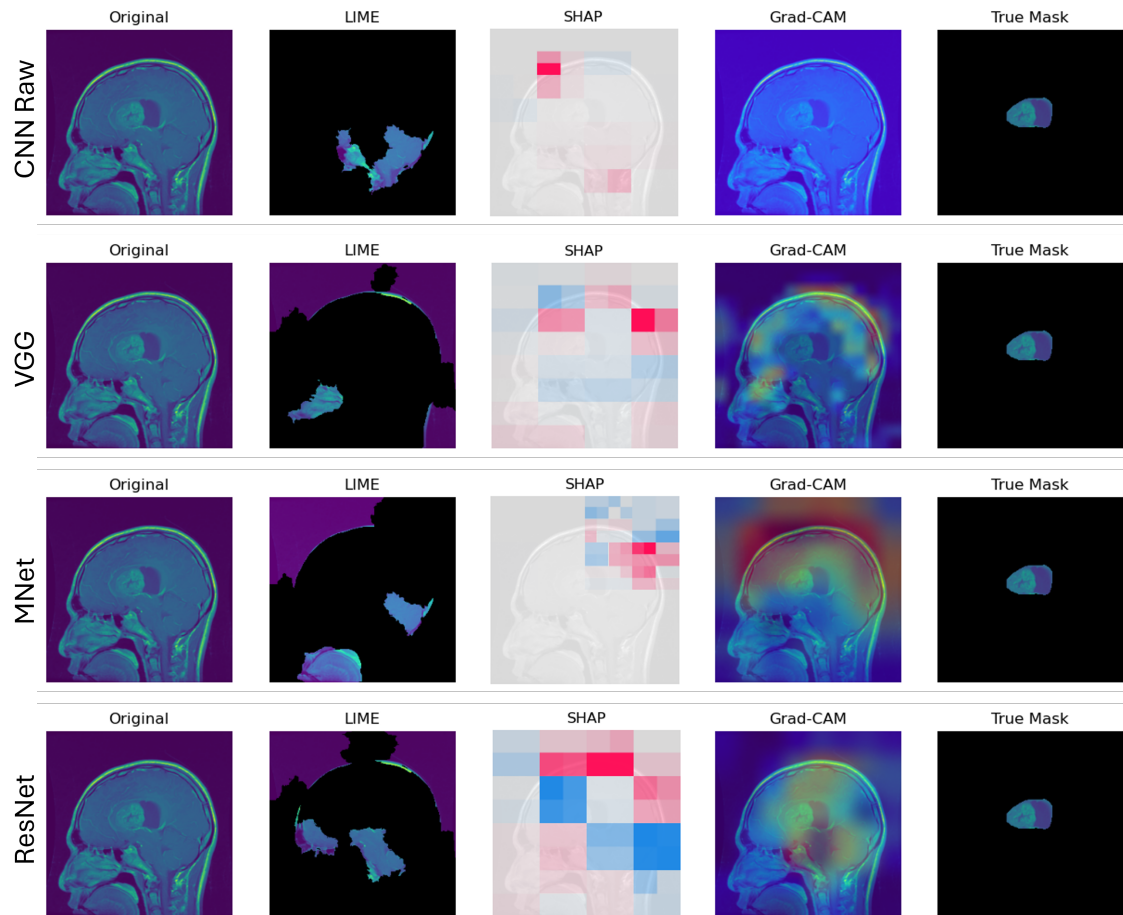 Original LIME SHAP Grad-CAM True Mask
CNN Raw
Original LIME SHAP Grad-CAM True Mask
VGG
Original LIME SHAP Grad-CAM True Mask
MNet
Original LIME SHAP Grad-CAM True Mask
ResNet